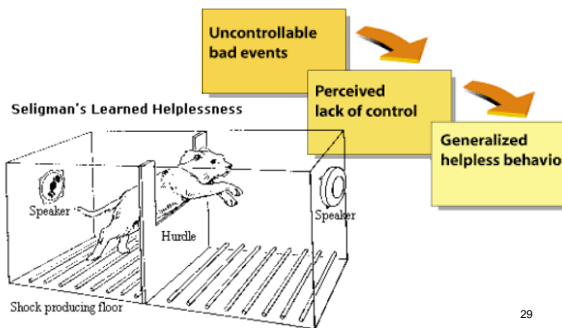 Uncontrollable
bad events
Perceived
lack of control
Generalized
helpless behavio
Seligman's Learned Helplessness
Speaker
Hurdle
Speaker
Shock producing floor
29